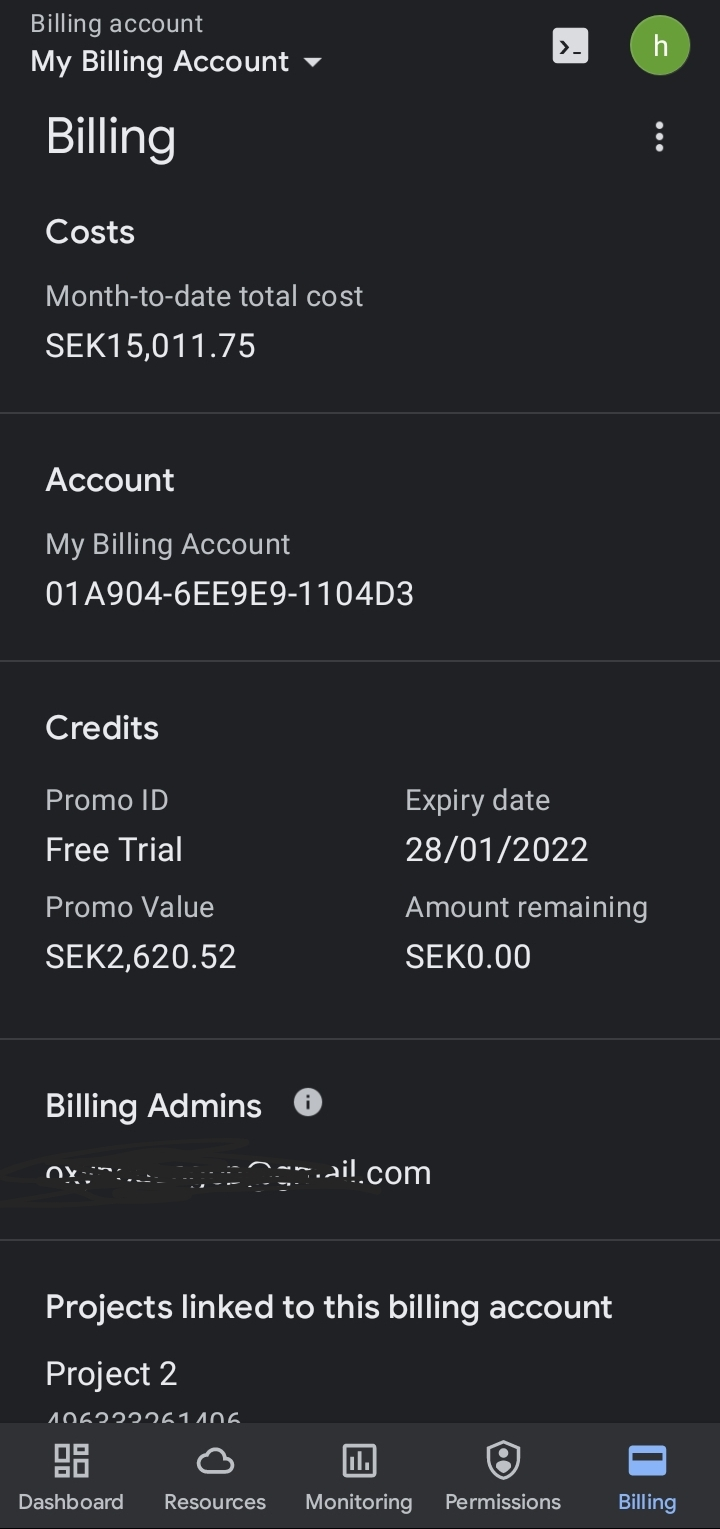 Billing account
My Billing Account
>_
h
Billing
Costs
Month-to-date total cost
SEK15,011.75
Account
My Billing Account
01A904-6EE9E9-1104D3
Credits
Promo ID
Expiry date
Free Trial
28/01/2022
Promo Value
Amount remaining
SEK2,620.52
SEK0.00
Billing Admins
.com
Projects linked to this billing account
Project 2
496333261406
Dashboard
Resources
Monitoring
Permissions
Billing